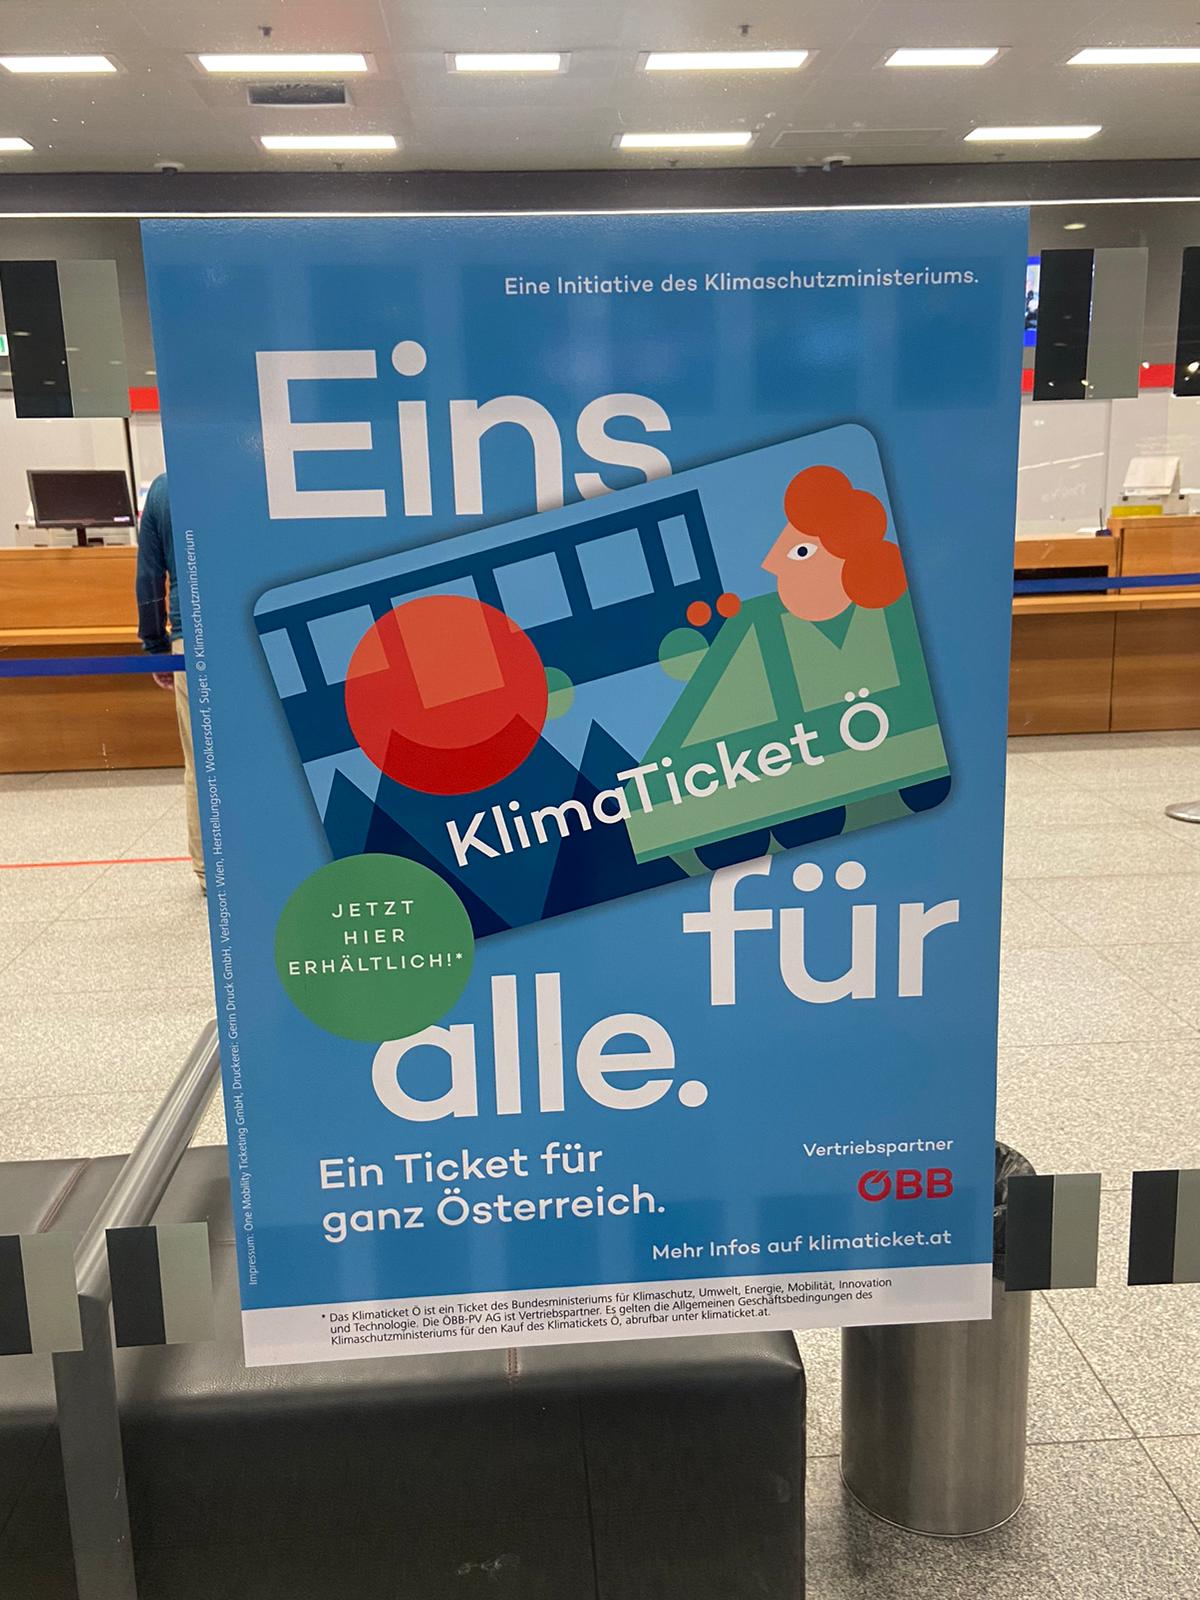 Eine Initiative des Klimaschutzministeriums.
Eins
KlimaTicket Ö
für
JETZT
HIER
ERHÄLTLICH!*
alle.
Ein Ticket für
ganz Österreich.
Vertriebspartner
ÖBB
Mehr Infos auf klimaticket.at
* Das Klimaticket Ö ist ein Ticket des Bundesministeriums für Klimaschutz, Umwelt, Energie, Mobilität, Innovation
und Technologie. Die ÖBB-PV AG ist Vertriebspartner. Es gelten die Allgemeinen Geschäftsbedingungen des
Klimaschutzministeriums für den Kauf des Klimatickets Ö, abrufbar unter klimaticket.at.
Impressum: One Mobility Ticketing GmbH, Druckerei: Gerin Druck GmbH, Verlagsort: Wien, Herstellungsort: Wolkersdorf, Sujet: © Klimaschutzministerium